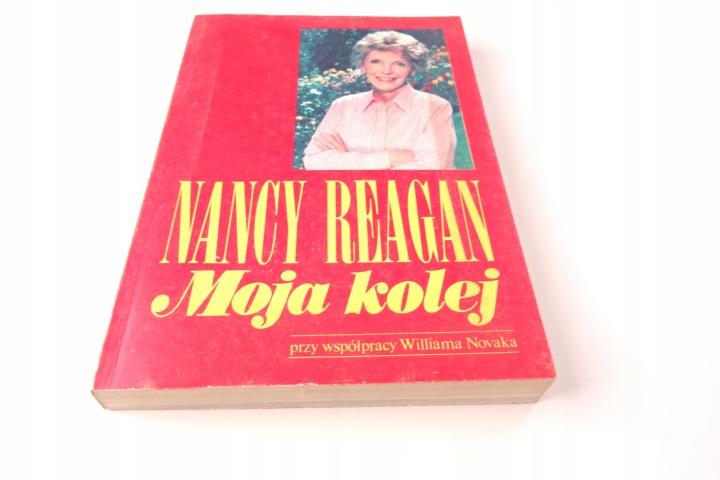 NANCY REAGAN
Moja kolej
przy współpracy Williama Novaka